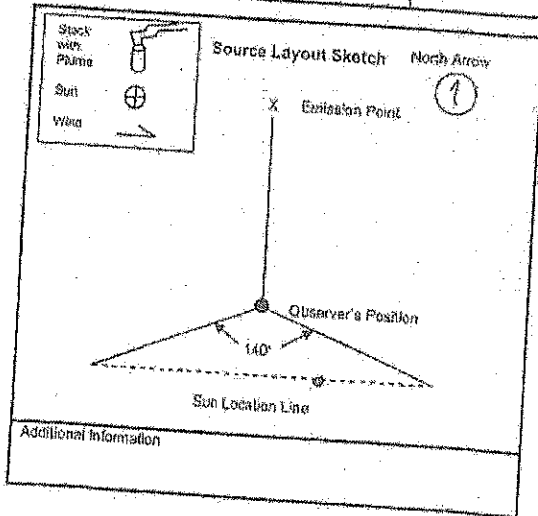 Stack
with
Plume
Sun
Wind
Source Layout Sketch
North Arrow
X Emission Point
Observer's Position
140°
Sun Location Line
Additional Information